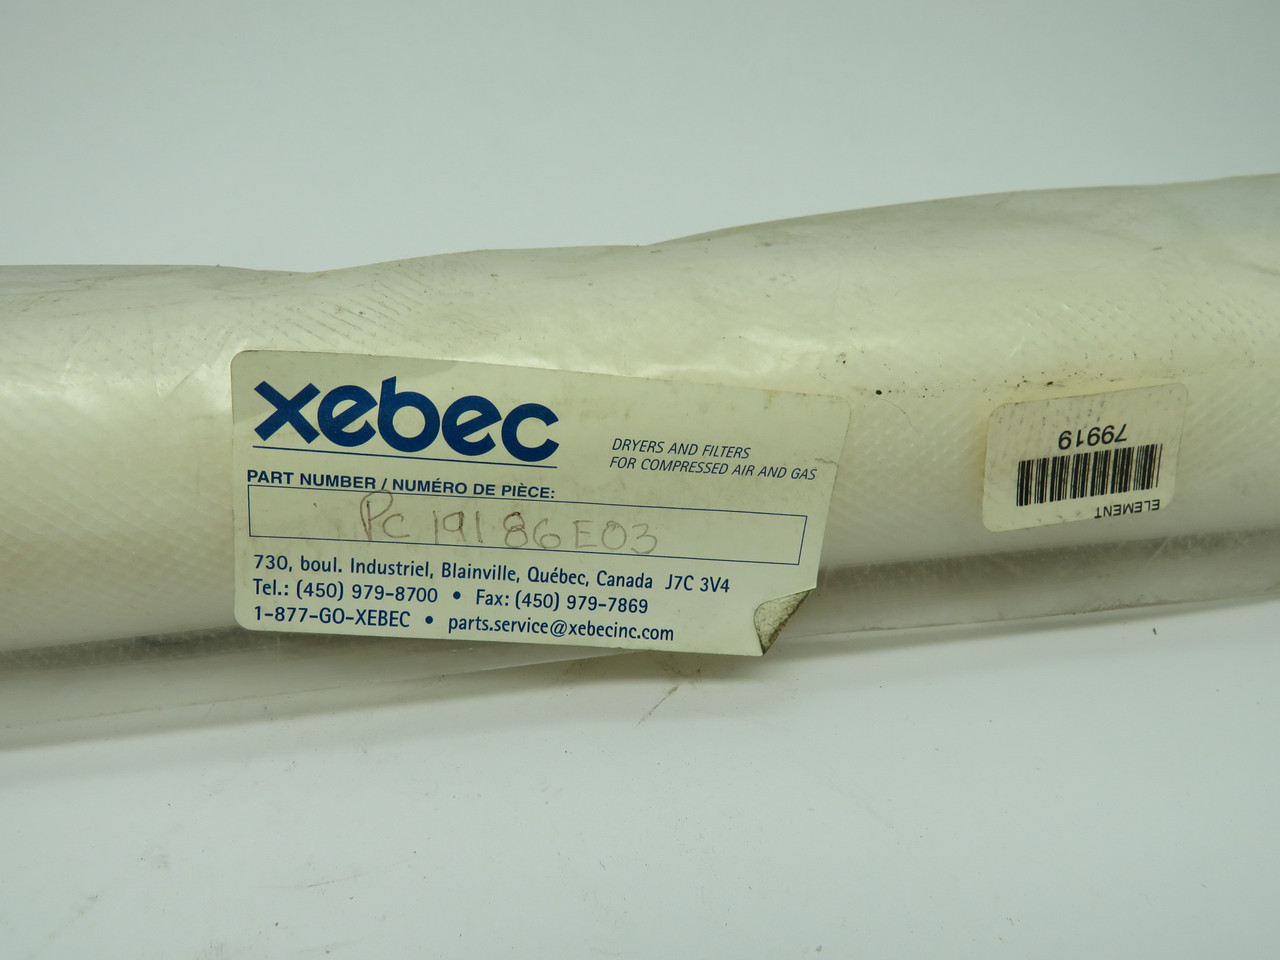 xebec
DRYERS AND FILTERS
FOR COMPRESSED AIR AND GAS
PART NUMBER / NUMÉRO DE PIÈCE:
PC 19186E03
730, boul. Industriel, Blainville, Québec, Canada J7C 3V4
Tel.: (450) 979-8700 • Fax: (450) 979-7869
1-877-GO-XEBEC • parts.service@xebecinc.com
ELEMENT
79919